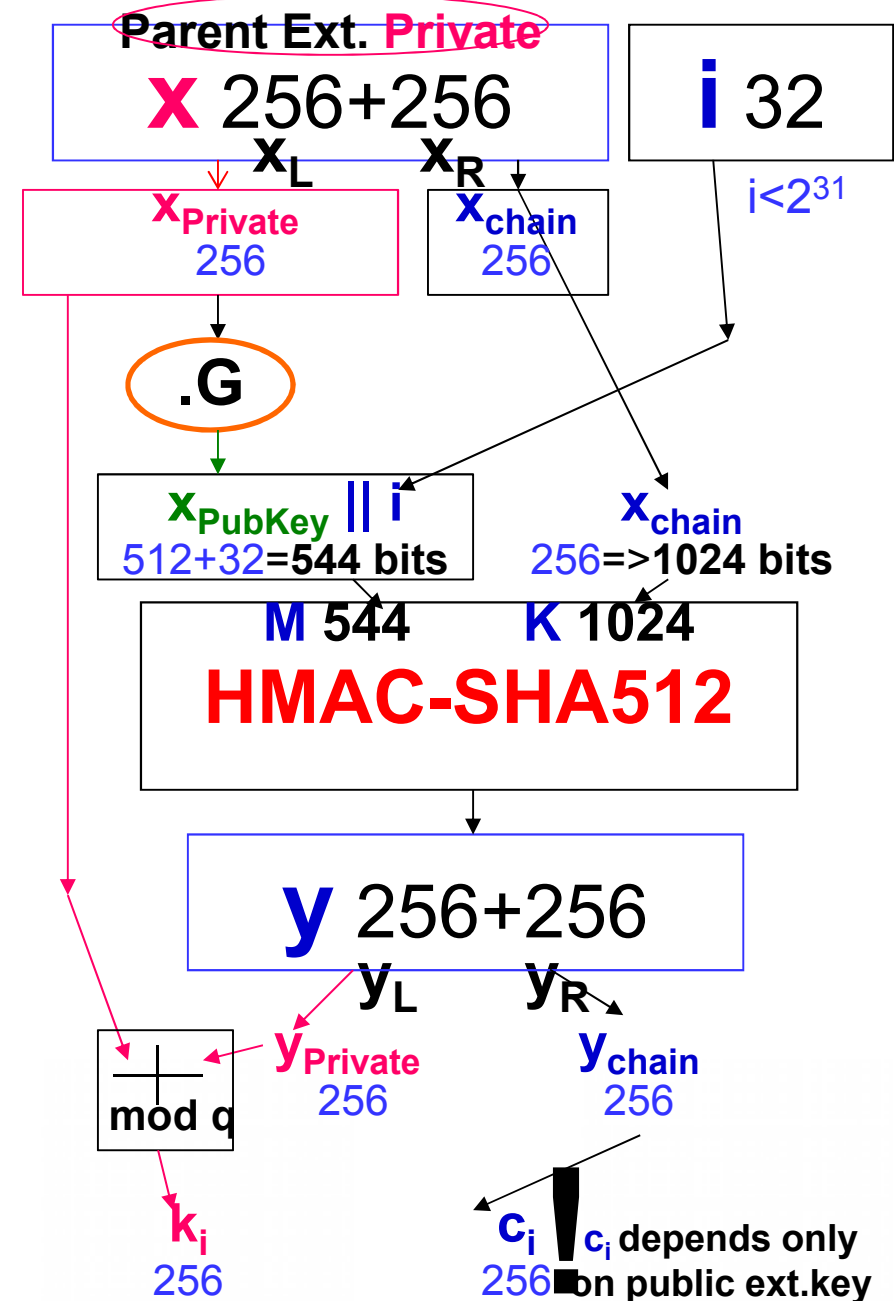 Parent Ext. Private
x 256+256
x_L x_R
i 32
i<2³¹
x_Private
256
x_chain
256
.G
x_PubKey || i
512+32=544 bits
x_chain
256=>1024 bits
M 544 K 1024
HMAC-SHA512
y 256+256
y_L y_R
y_Private
256
y_chain
256
+
mod q
k_i
256
c_i
256
!
c_i depends only
on public ext.key